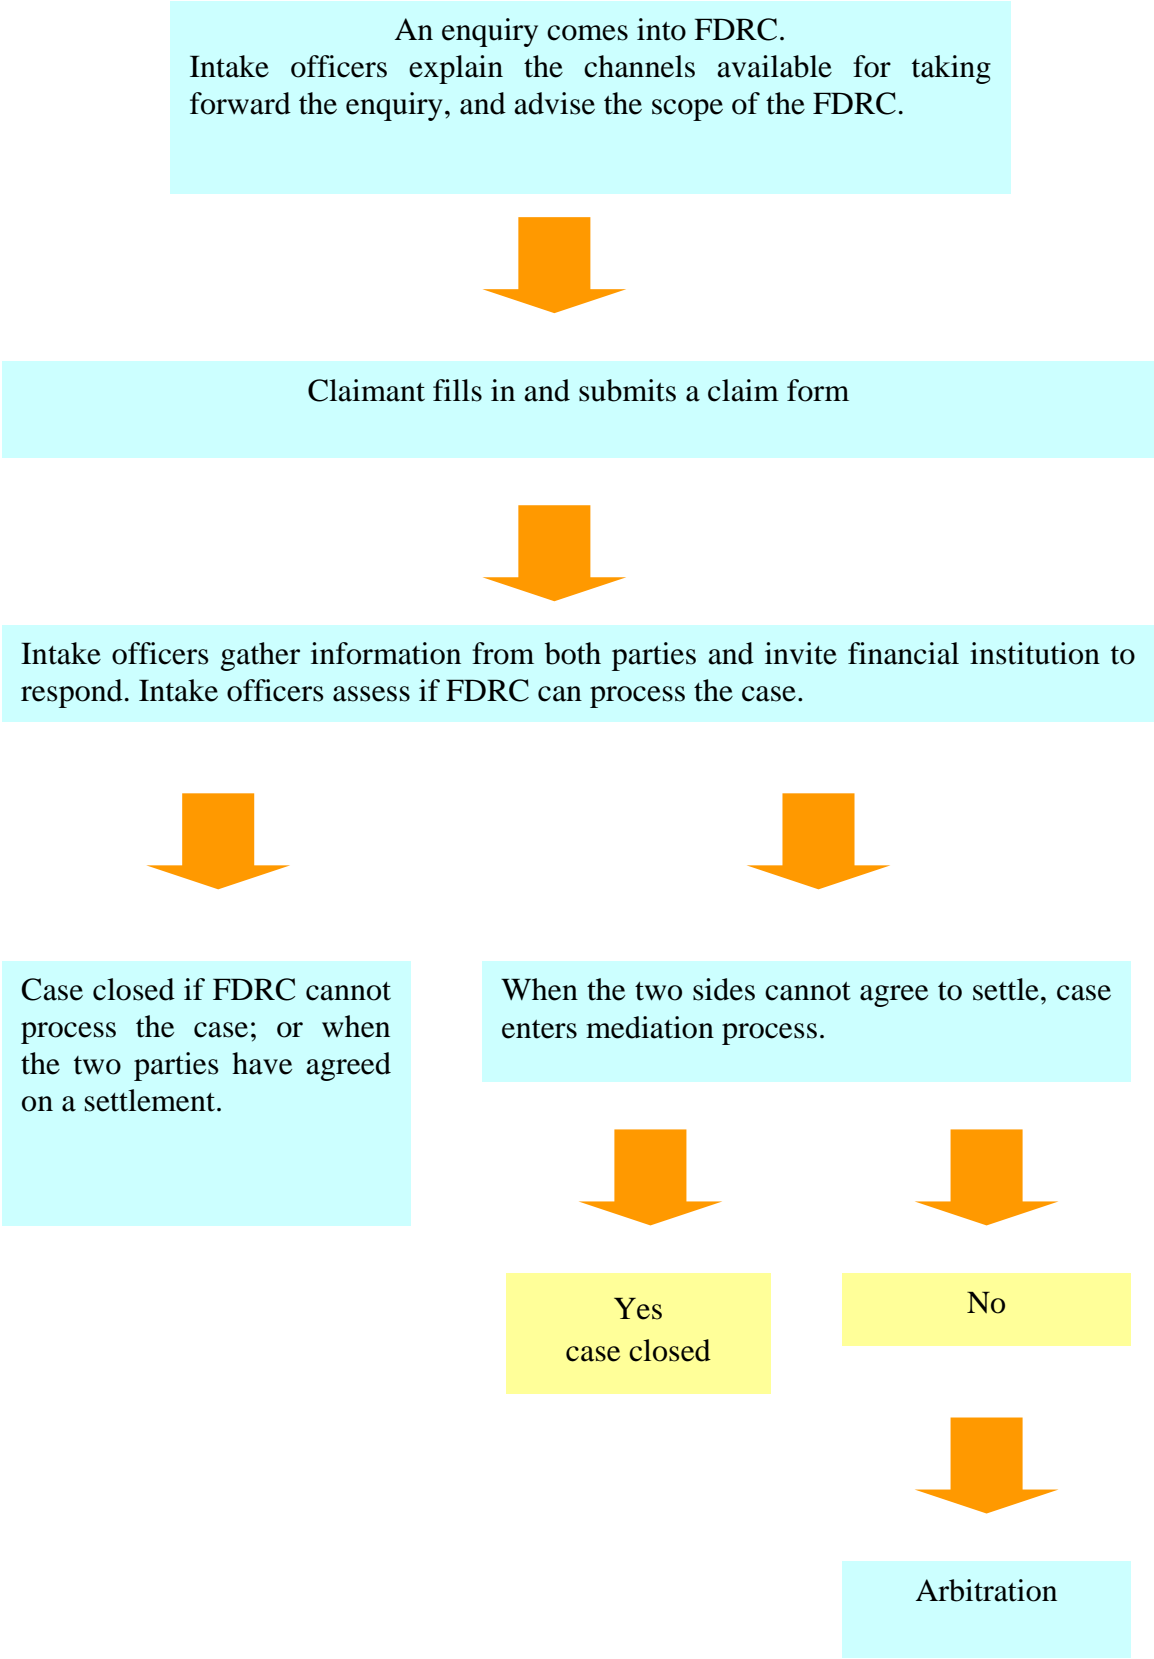 An enquiry comes into FDRC.
Intake officers explain the channels available for taking
forward the enquiry, and advise the scope of the FDRC.
Claimant fills in and submits a claim form
Intake officers gather information from both parties and invite financial institution to
respond. Intake officers assess if FDRC can process the case.
Case closed if FDRC cannot
process the case; or when
the two parties have agreed
on a settlement.
When the two sides cannot agree to settle, case
enters mediation process.
Yes
case closed
No
Arbitration